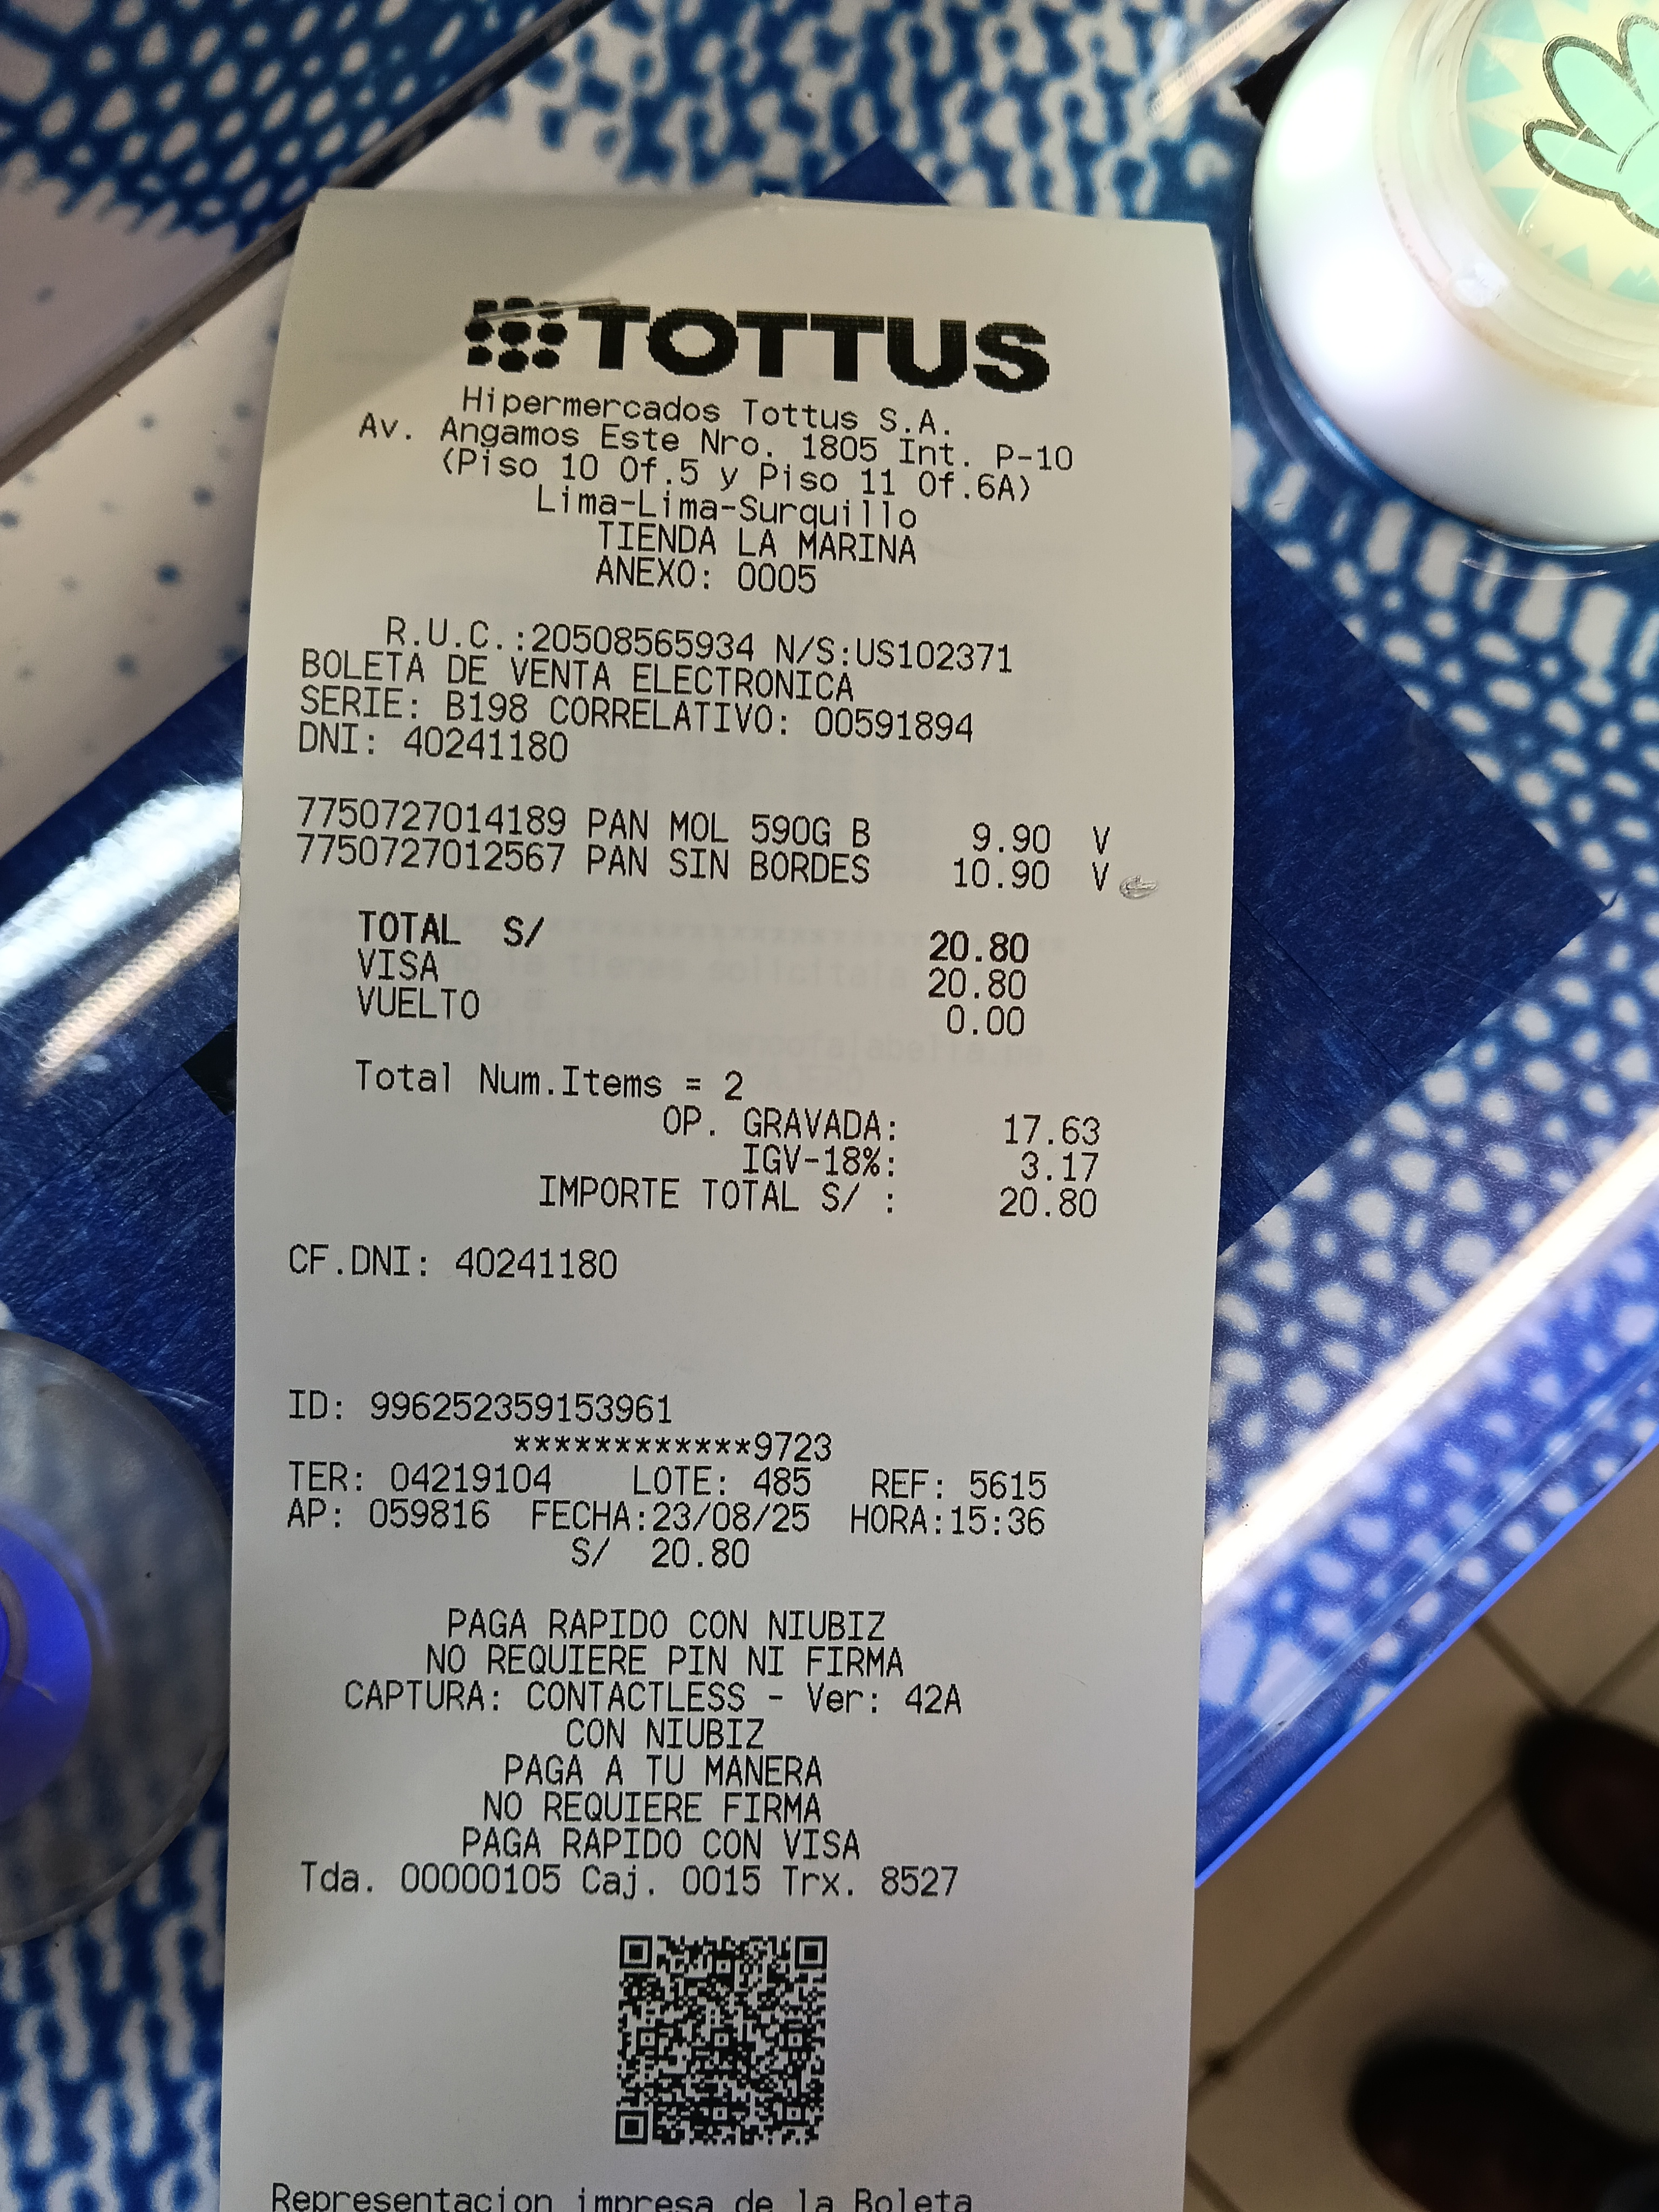 TOTTUS
Hipermercados Tottus S.A.
Av. Angamos Este Nro. 1805 Int. P-10
(Piso 10 Of.5 y Piso 11 Of.6A)
Lima-Lima-Surquillo
TIENDA LA MARINA
ANEXO: 0005
R.U.C.:20508565934 N/S:US102371
BOLETA DE VENTA ELECTRONICA
SERIE: B198 CORRELATIVO: 00591894
DNI: 40241180
7750727014189 PAN MOL 590G B 9.90 V
7750727012567 PAN SIN BORDES 10.90 V
TOTAL S/ 20.80
VISA 20.80
VUELTO 0.00
Total Num.Items = 2
OP. GRAVADA: 17.63
IGV-18%: 3.17
IMPORTE TOTAL S/ : 20.80
CF.DNI: 40241180
ID: 996252359153961
************9723
TER: 04219104 LOTE: 485 REF: 5615
AP: 059816 FECHA:23/08/25 HORA:15:36
S/ 20.80
PAGA RAPIDO CON NIUBIZ
NO REQUIERE PIN NI FIRMA
CAPTURA: CONTACTLESS - Ver: 42A
CON NIUBIZ
PAGA A TU MANERA
NO REQUIERE FIRMA
PAGA RAPIDO CON VISA
Tda. 00000105 Caj. 0015 Trx. 8527
Representacion impresa de la Boleta